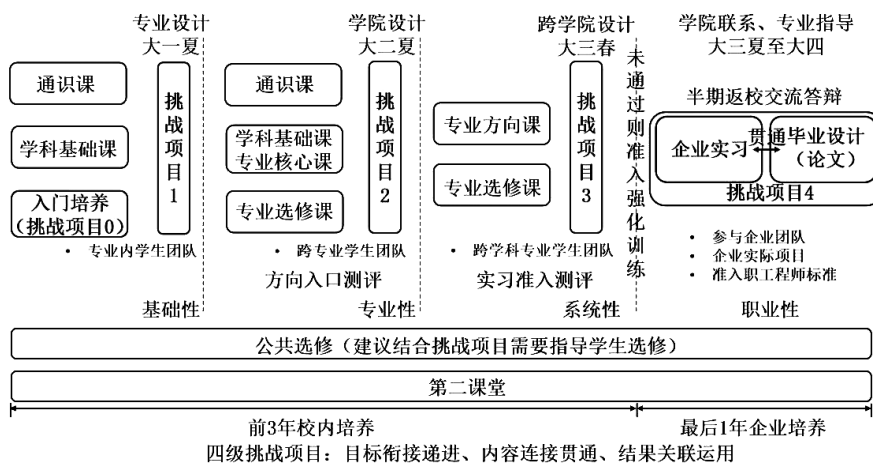 专业设计
大一夏
通识课
学科基础课
入门培养
(挑战项目0)
挑战项目1
• 专业内学生团队
基础性
学院设计
大二夏
通识课
学科基础课
专业核心课
专业选修课
挑战项目2
• 跨专业学生团队
方向入口测评
专业性
跨学院设计
大三春
专业方向课
专业选修课
挑战项目3
• 跨学科专业学生团队
实习准入测评
系统性
未通过则准入强化训练
学院联系、专业指导
大三夏至大四
半期返校交流答辩
企业实习
贯通毕业设计
（论文）
挑战项目4
• 参与企业团队
• 企业实际项目
• 准入职工程师标准
职业性
公共选修（建议结合挑战项目需要指导学生选修）
第二课堂
前3年校内培养
最后1年企业培养
四级挑战项目：目标衔接递进、内容连接贯通、结果关联运用